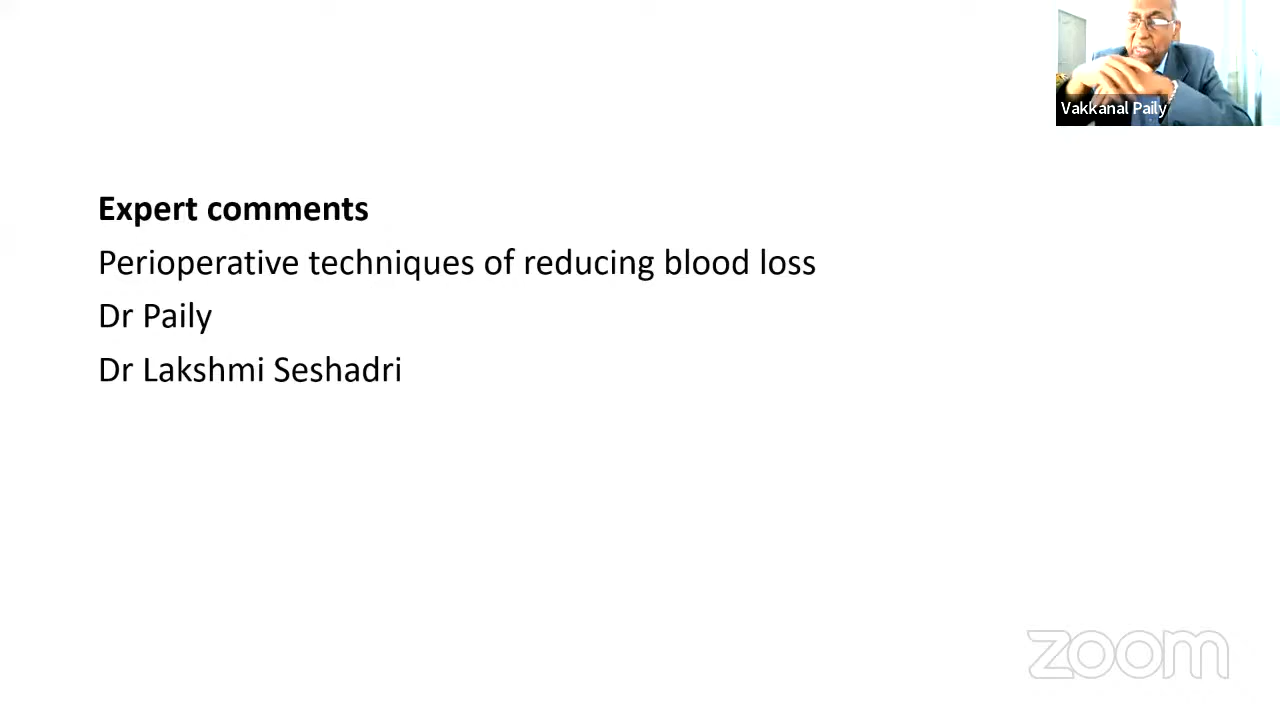 Vakkanal Paily
Expert comments
Perioperative techniques of reducing blood loss
Dr Paily
Dr Lakshmi Seshadri
zoom